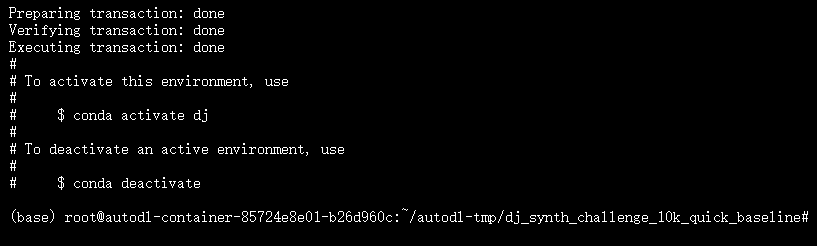 Preparing transaction: done
Verifying transaction: done
Executing transaction: done
#
# To activate this environment, use
#
#     $ conda activate dj
#
# To deactivate an active environment, use
#
#     $ conda deactivate
(base) root@autodl-container-85724e8e01-b26d960c:~/autodl-tmp/dj_synth_challenge_10k_quick_baseline#